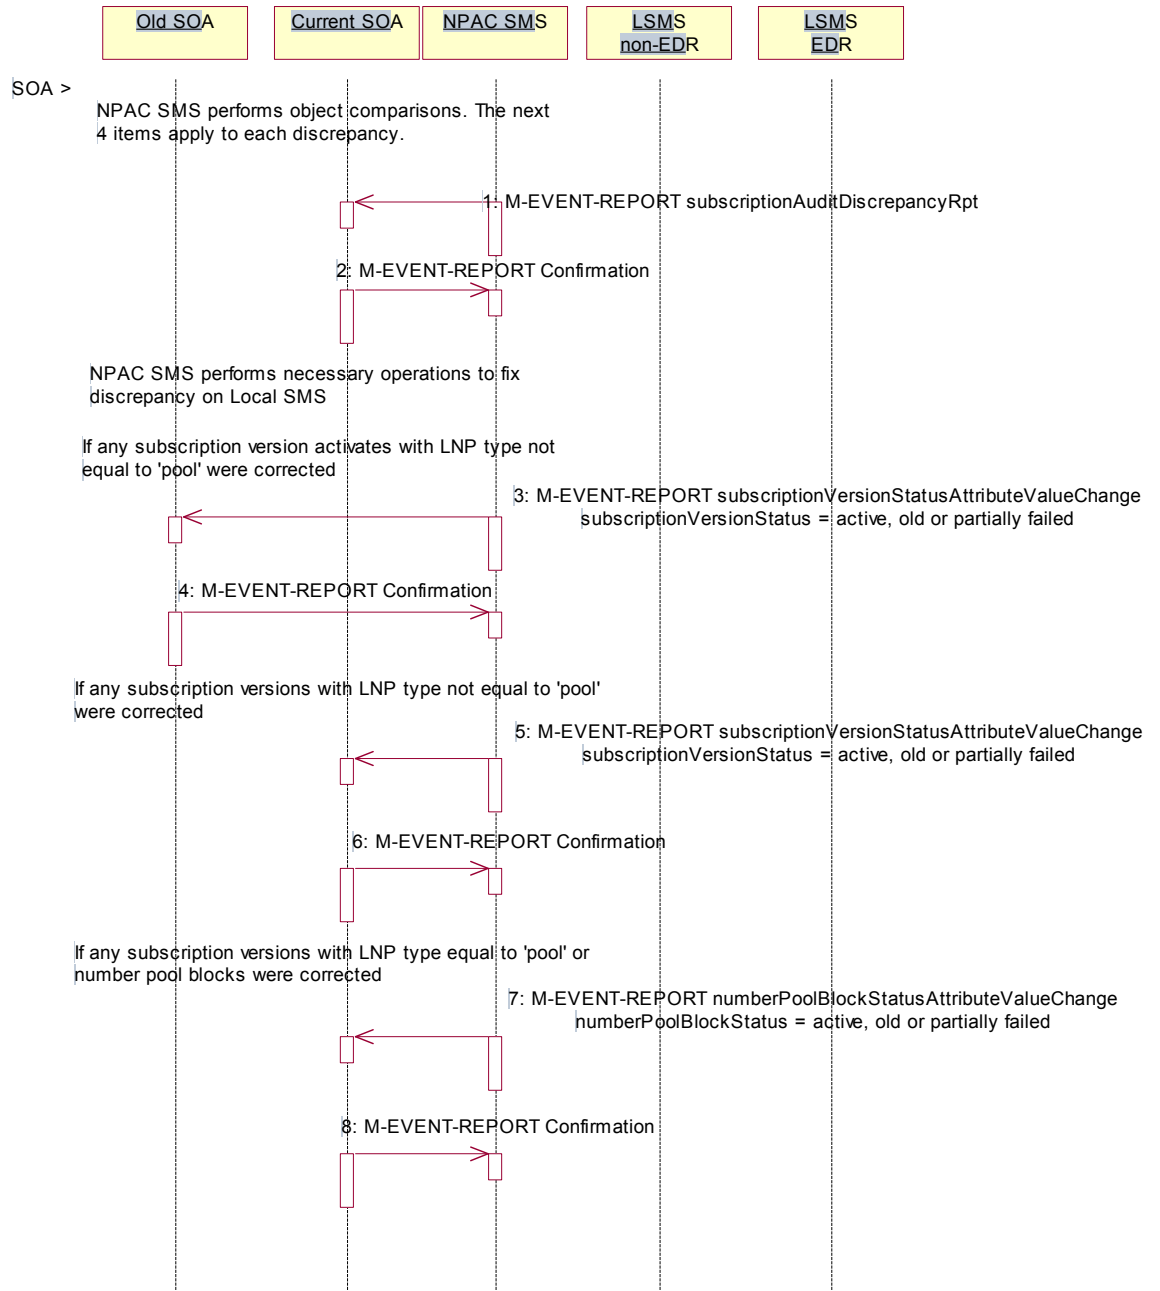 Old SOA
Current SOA
NPAC SMS
LSMS
non-EDR
LSMS
EDR
SOA >
NPAC SMS performs object comparisons. The next
4 items apply to each discrepancy.
1: M-EVENT-REPORT subscriptionAuditDiscrepancyRpt
2: M-EVENT-REPORT Confirmation
NPAC SMS performs necessary operations to fix
discrepancy on Local SMS
If any subscription version activates with LNP type not
equal to 'pool' were corrected
3: M-EVENT-REPORT subscriptionVersionStatusAttributeValueChange
subscriptionVersionStatus = active, old or partially failed
4: M-EVENT-REPORT Confirmation
If any subscription versions with LNP type not equal to 'pool'
were corrected
5: M-EVENT-REPORT subscriptionVersionStatusAttributeValueChange
subscriptionVersionStatus = active, old or partially failed
6: M-EVENT-REPORT Confirmation
If any subscription versions with LNP type equal to 'pool' or
number pool blocks were corrected
7: M-EVENT-REPORT numberPoolBlockStatusAttributeValueChange
numberPoolBlockStatus = active, old or partially failed
8: M-EVENT-REPORT Confirmation